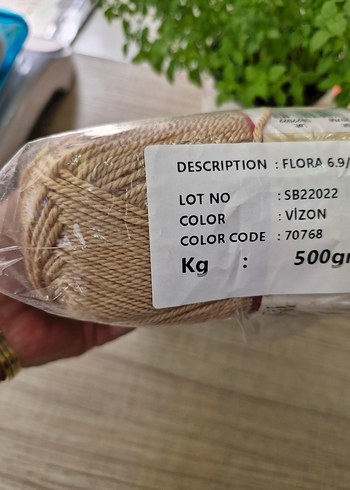 DESCRIPTION : FLORA 6.9/
LOT NO : SB22022
COLOR : VİZON
COLOR CODE : 70768
Kg : 500gr